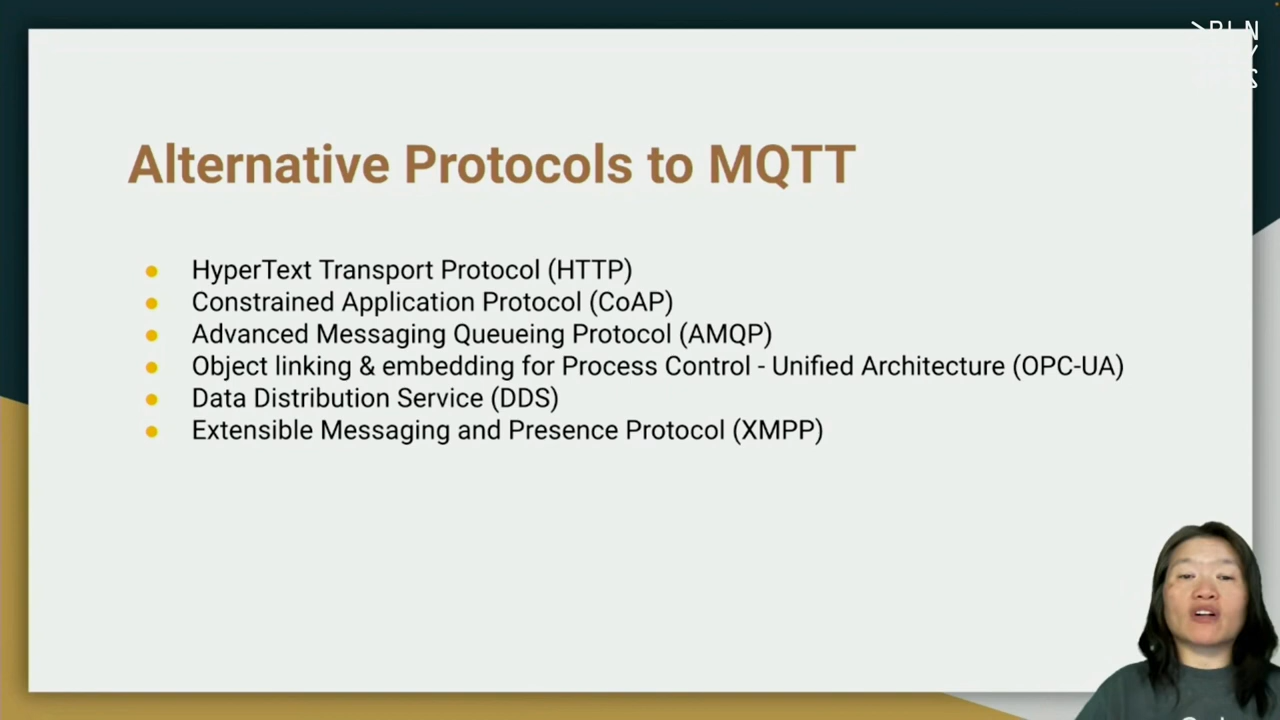 Alternative Protocols to MQTT
HyperText Transport Protocol (HTTP)
Constrained Application Protocol (CoAP)
Advanced Messaging Queueing Protocol (AMQP)
Object linking & embedding for Process Control - Unified Architecture (OPC-UA)
Data Distribution Service (DDS)
Extensible Messaging and Presence Protocol (XMPP)